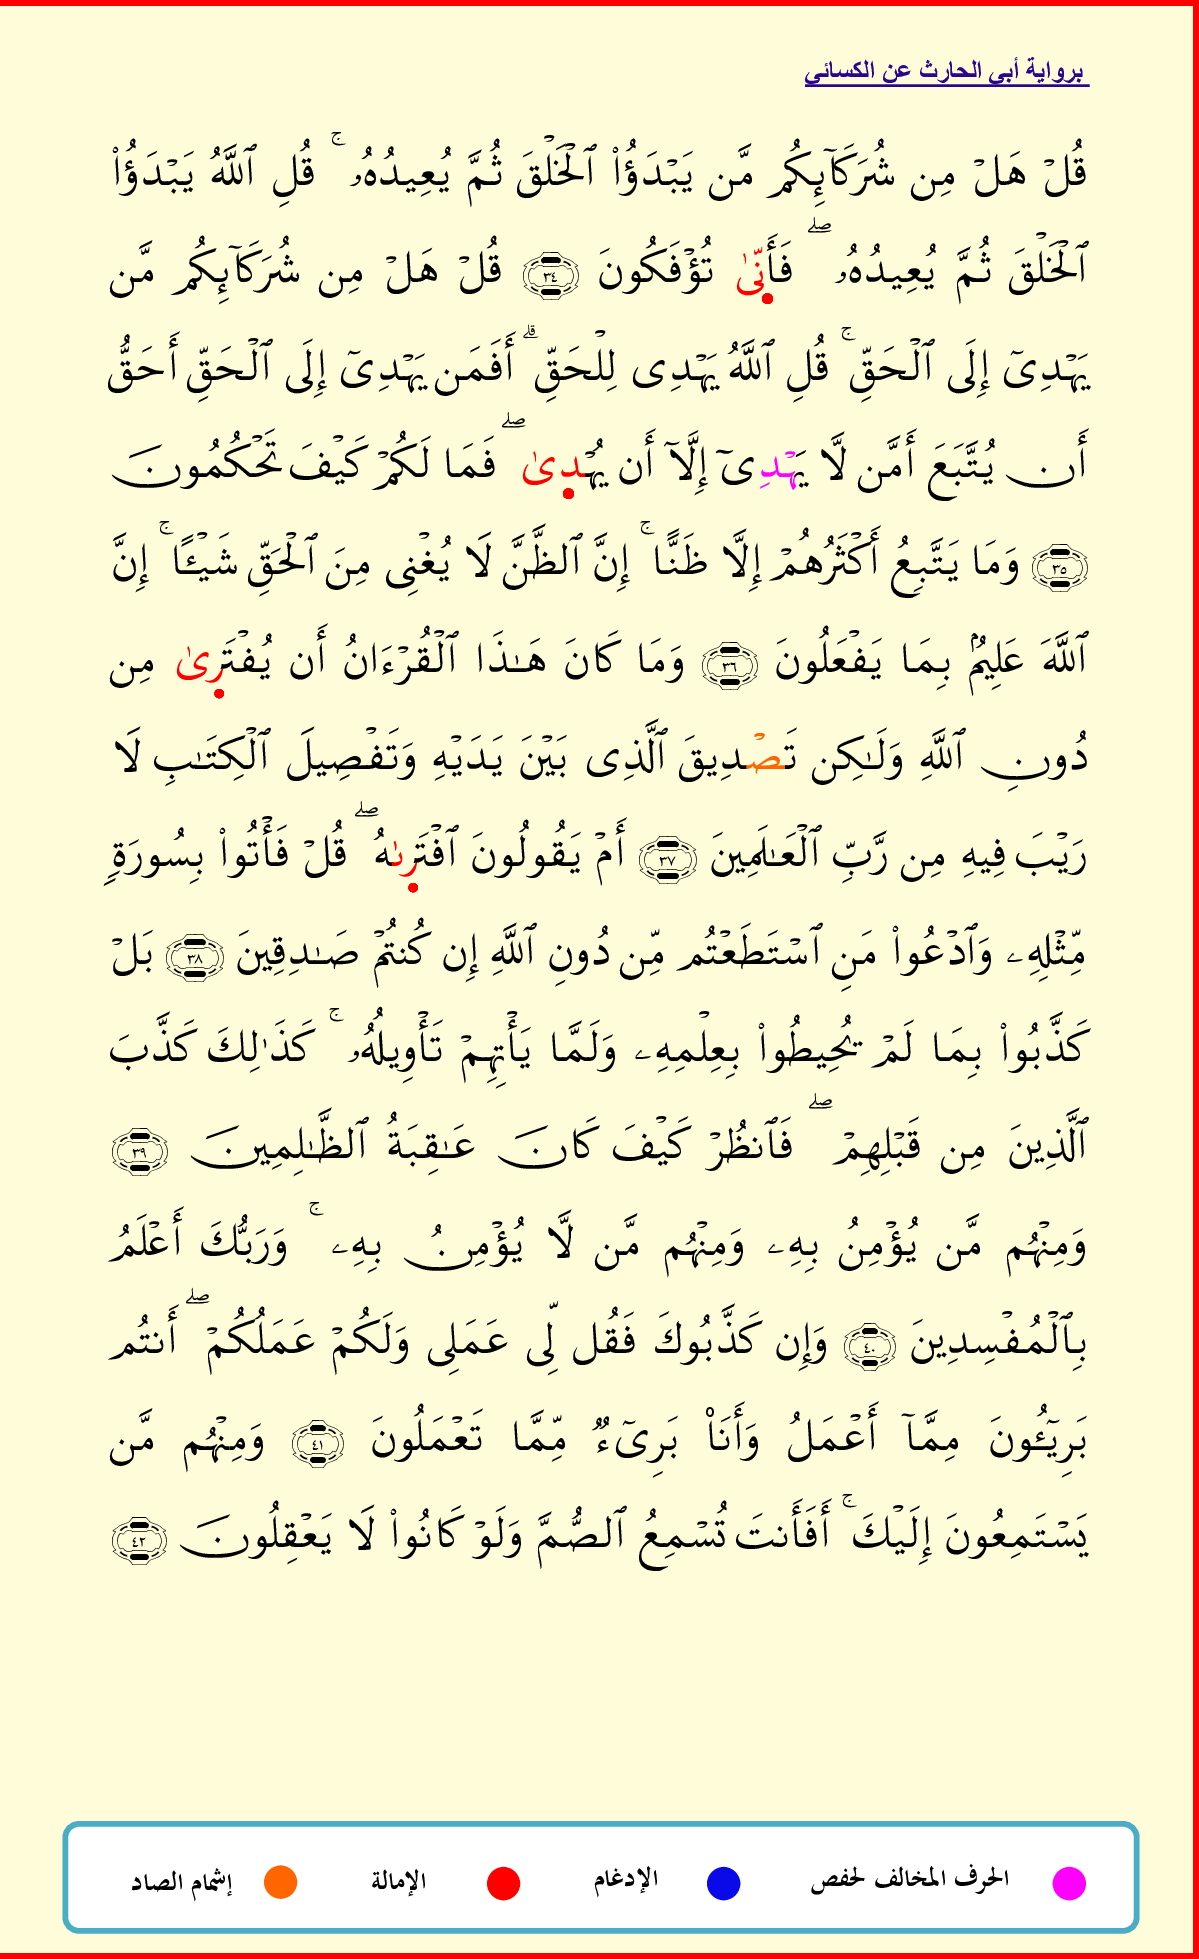 برواية أبي الحارث عن الكسائي
قُلْ هَلْ مِن شُرَكَآئِكُم مَّن يَبْدَؤُاْ ٱلْخَلْقَ ثُمَّ يُعِيدُهُۥ ۚ قُلِ ٱللَّهُ يَبْدَؤُاْ
ٱلْخَلْقَ ثُمَّ يُعِيدُهُۥ ۖ فَأَنّىٰ تُؤْفَكُونَ ٣٤ قُلْ هَلْ مِن شُرَكَآئِكُم مَّن
يَهْدِىٓ إِلَى ٱلْحَقِّ ۚ قُلِ ٱللَّهُ يَهْدِى لِلْحَقِّ ۗ أَفَمَن يَهْدِىٓ إِلَى ٱلْحَقِّ أَحَقُّ
أَن يُتَّبَعَ أَمَّن لَّا يَهْدِىٓ إِلَّآ أَن يُهْدِىٰ ۖ فَمَا لَكُمْ كَيْفَ تَحْكُمُونَ
٣٥ وَمَا يَتَّبِعُ أَكْثَرُهُمْ إِلَّا ظَنًّا ۚ إِنَّ ٱلظَّنَّ لَا يُغْنِى مِنَ ٱلْحَقِّ شَيْـًٔا ۚ إِنَّ
ٱللَّهَ عَلِيمٌۢ بِمَا يَفْعَلُونَ ٣٦ وَمَا كَانَ هَـٰذَا ٱلْقُرْءَانُ أَن يُفْتَرِىٰ مِن
دُونِ ٱللَّهِ وَلَـٰكِن تَصْدِيقَ ٱلَّذِى بَيْنَ يَدَيْهِ وَتَفْصِيلَ ٱلْكِتَـٰبِ لَا
رَيْبَ فِيهِ مِن رَّبِّ ٱلْعَـٰلَمِينَ ٣٧ أَمْ يَقُولُونَ ٱفْتَرِىٰهُ ۖ قُلْ فَأْتُواْ بِسُورَةٍ
مِّثْلِهِۦ وَٱدْعُواْ مَنِ ٱسْتَطَعْتُم مِّن دُونِ ٱللَّهِ إِن كُنتُمْ صَـٰدِقِينَ ٣٨ بَلْ
كَذَّبُواْ بِمَا لَمْ يُحِيطُواْ بِعِلْمِهِۦ وَلَمَّا يَأْتِهِمْ تَأْوِيلُهُۥ ۚ كَذَٰلِكَ كَذَّبَ
ٱلَّذِينَ مِن قَبْلِهِمْ ۖ فَٱنظُرْ كَيْفَ كَانَ عَـٰقِبَةُ ٱلظَّـٰلِمِينَ ٣٩
وَمِنْهُم مَّن يُؤْمِنُ بِهِۦ وَمِنْهُم مَّن لَّا يُؤْمِنُ بِهِۦ ۚ وَرَبُّكَ أَعْلَمُ
بِٱلْمُفْسِدِينَ ٤٠ وَإِن كَذَّبُوكَ فَقُل لِّى عَمَلِى وَلَكُمْ عَمَلُكُمْ ۖ أَنتُم
بَرِيٓـُٔونَ مِمَّآ أَعْمَلُ وَأَنَا۠ بَرِىٓءٌ مِّمَّا تَعْمَلُونَ ٤١ وَمِنْهُم مَّن
يَسْتَمِعُونَ إِلَيْكَ ۚ أَفَأَنتَ تُسْمِعُ ٱلصُّمَّ وَلَوْ كَانُواْ لَا يَعْقِلُونَ ٤٢
الحرف المخالف لحفص الإدغام الإمالة إشمام الصاد